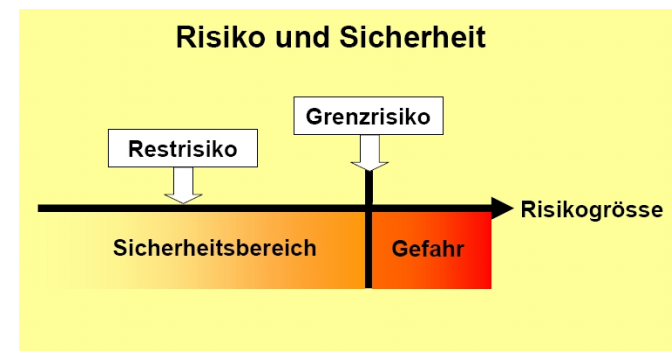 Risiko und Sicherheit
Grenzrisiko
Restrisiko
Risikogrösse
Sicherheitsbereich
Gefahr